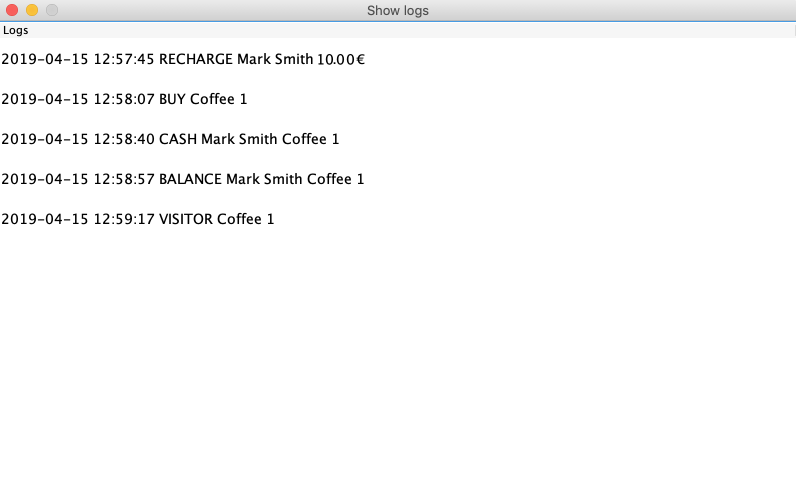 Show logs
Logs
2019-04-15 12:57:45 RECHARGE Mark Smith 10.00€
2019-04-15 12:58:07 BUY Coffee 1
2019-04-15 12:58:40 CASH Mark Smith Coffee 1
2019-04-15 12:58:57 BALANCE Mark Smith Coffee 1
2019-04-15 12:59:17 VISITOR Coffee 1